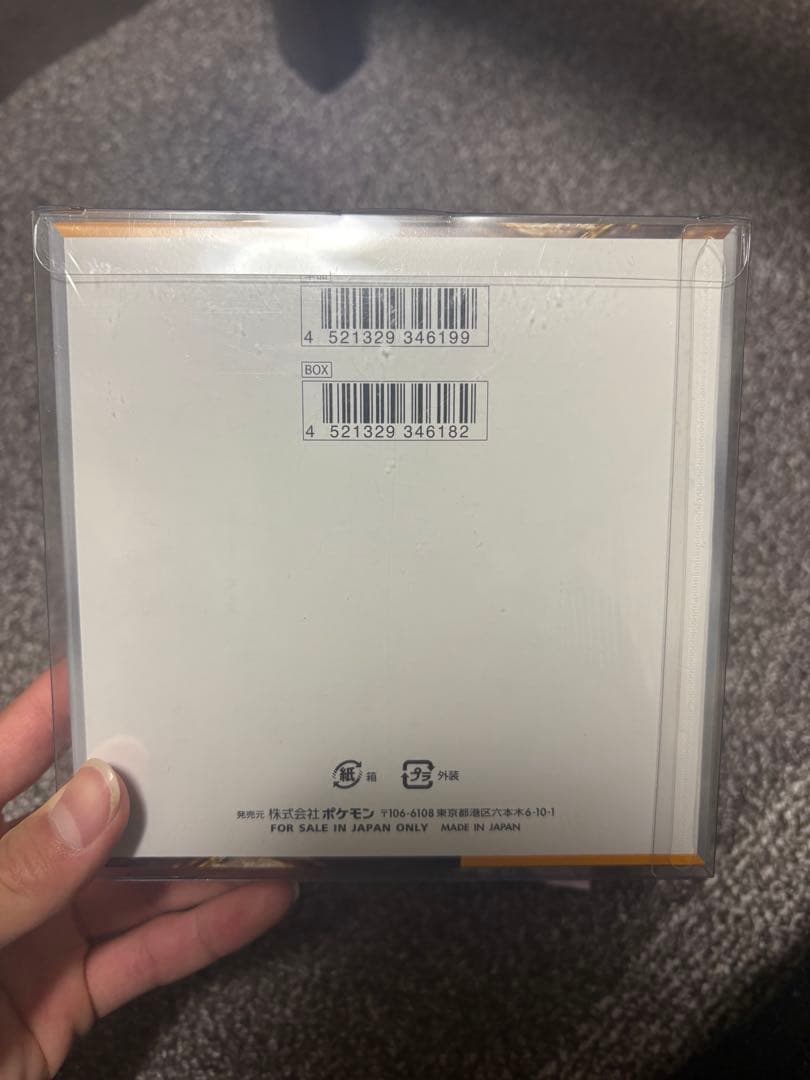 4 521329 346199
BOX
4 521329 346182
紙 箱 プラ 外装
発売元 株式会社ポケモン 〒106-6108 東京都港区六本木6-10-1
FOR SALE IN JAPAN ONLY MADE IN JAPAN